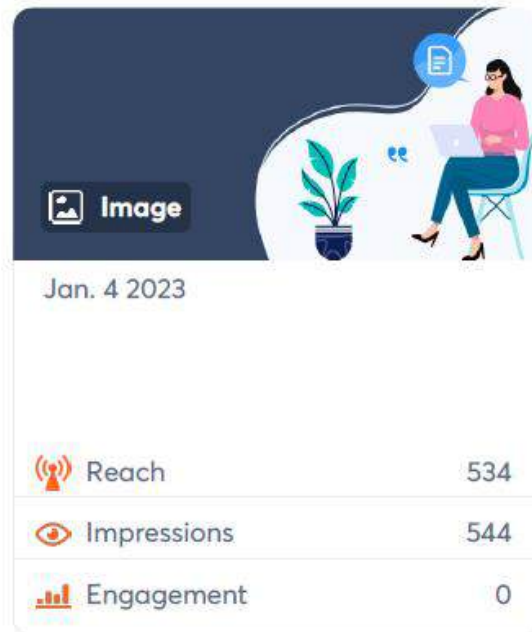 Image
Jan. 4 2023
Reach 534
Impressions 544
Engagement 0